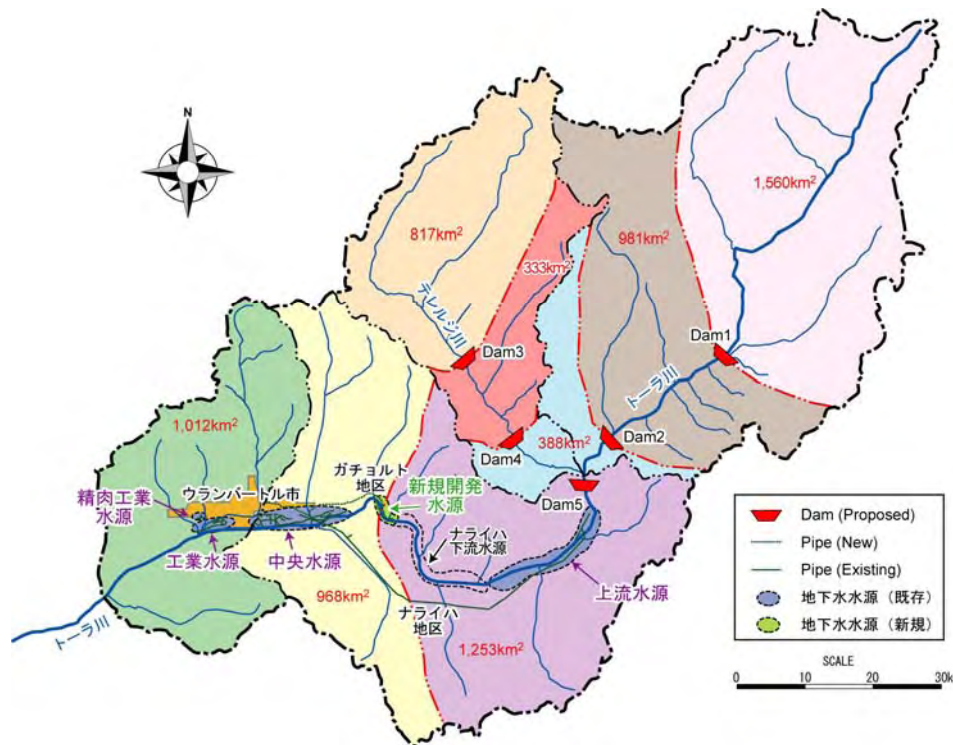 N
1,560km²
817km²
981km²
333km²
テレルジ川
Dam1
Dam3
トーラ川
1,012km²
388km²
Dam2
Dam4
ガチョルト
地区
新規開発
水源
ウランバートル市
精肉工業
水源
Dam5
ナライハ
下流水源
工業水源
中央水源
上流水源
968km²
ナライハ
地区
トーラ川
1,253km²
Dam (Proposed)
Pipe (New)
Pipe (Existing)
地下水水源（既存）
地下水水源（新規）
SCALE
0 10 20 30k